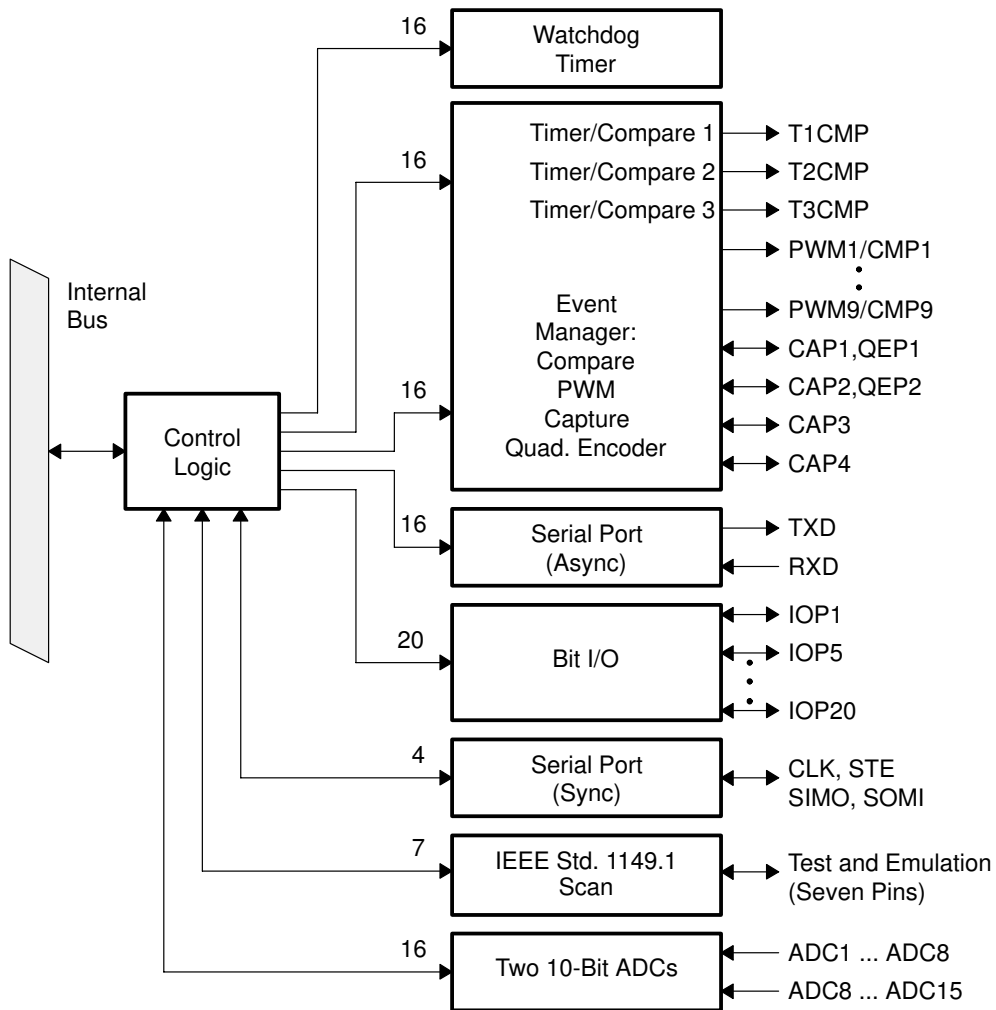 16
Watchdog
Timer
16
Timer/Compare 1
T1CMP
Timer/Compare 2
T2CMP
Timer/Compare 3
T3CMP
PWM1/CMP1
PWM9/CMP9
Internal
Bus
Event
Manager:
Compare
PWM
Capture
Quad. Encoder
16
CAP1,QEP1
CAP2,QEP2
CAP3
CAP4
Control
Logic
16
Serial Port
(Async)
TXD
RXD
20
Bit I/O
IOP1
IOP5
IOP20
4
Serial Port
(Sync)
CLK, STE
SIMO, SOMI
7
IEEE Std. 1149.1
Scan
Test and Emulation
(Seven Pins)
16
Two 10-Bit ADCs
ADC1 ... ADC8
ADC8 ... ADC15